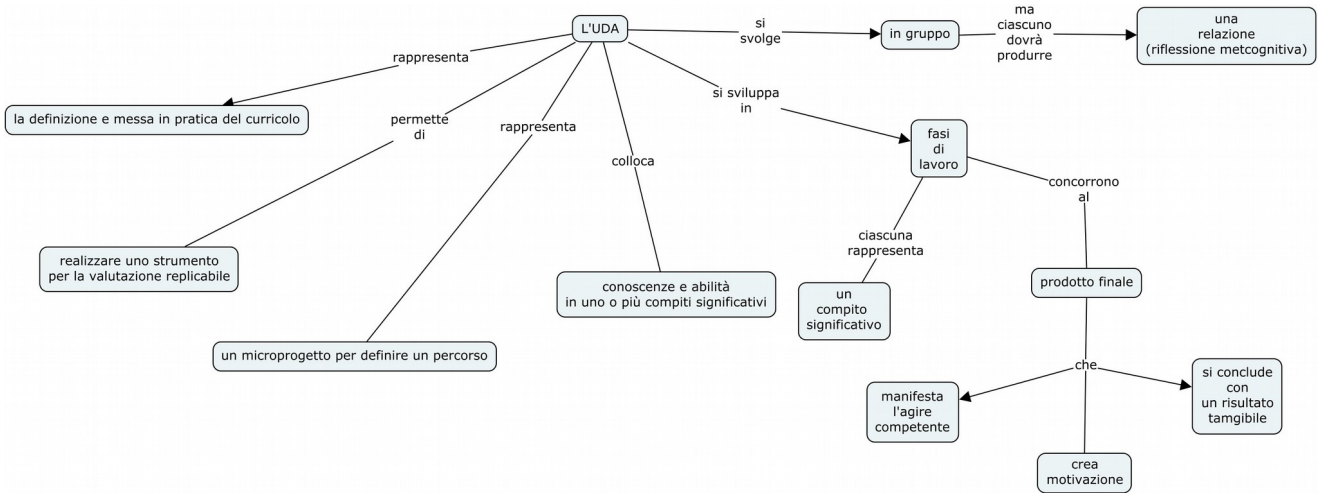 L'UDA
si
svolge
in gruppo
ma
ciascuno
dovrà
produrre
una
relazione
(riflessione metcognitiva)
rappresenta
la definizione e messa in pratica del curricolo
permette
di
realizzare uno strumento
per la valutazione replicabile
rappresenta
un microprogetto per definire un percorso
colloca
conoscenze e abilità
in uno o più compiti significativi
si sviluppa
in
fasi
di
lavoro
ciascuna
rappresenta
un
compito
significativo
concorrono
al
prodotto finale
che
manifesta
l'agire
competente
crea
motivazione
si conclude
con
un risultato
tamgibile